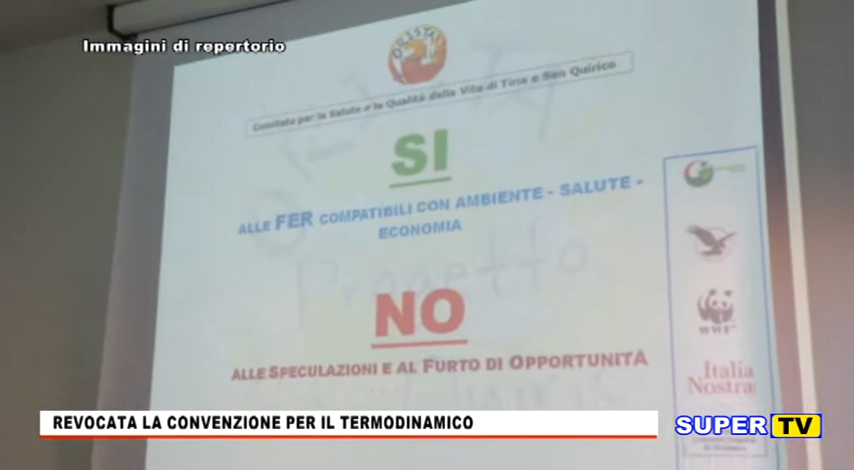 Immagini di repertorio
ORISTANO
Comitato per la Salute e la Qualità della Vita di Tiria e San Quirico
SI
ALLE FER COMPATIBILI CON AMBIENTE - SALUTE -
ECONOMIA
Progetto
NO
ALLE SPECULAZIONI E AL FURTO DI OPPORTUNITÀ
WWF
Italia
Nostra
REVOCATA LA CONVENZIONE PER IL TERMODINAMICO
SUPER TV